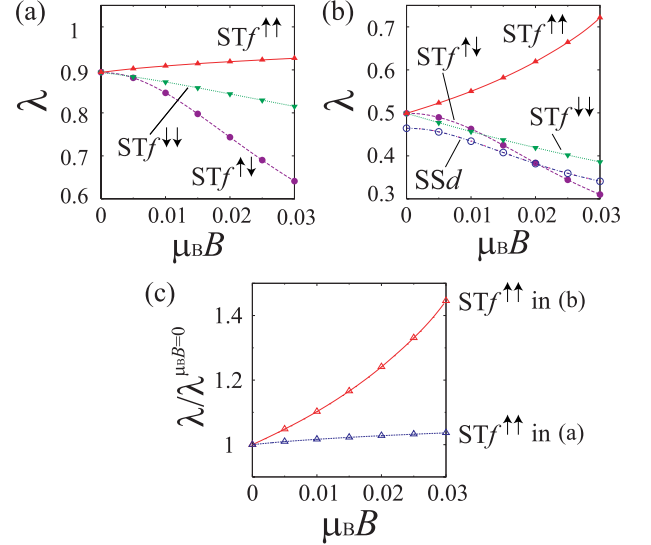 (a)
1
0.9
0.8
0.7
0.6
λ
STf↑↑
STf↓↓
STf↑↓
0 0.01 0.02 0.03
μBB
(b)
0.7
0.6
0.5
0.4
0.3
λ
STf↑↓
STf↑↑
STf↓↓
SSd
0 0.01 0.02 0.03
μBB
(c)
1.4
1.2
1
λ/λμBB=0
STf↑↑ in (b)
STf↑↑ in (a)
0 0.01 0.02 0.03
μBB